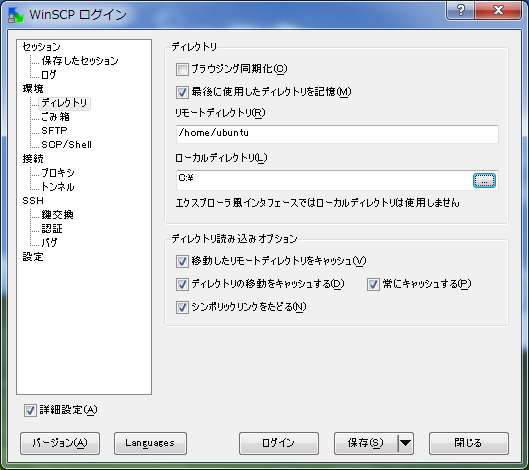 WinSCP ログイン
セッション
保存したセッション
ログ
環境
ディレクトリ
ごみ箱
SFTP
SCP/Shell
接続
プロキシ
トンネル
SSH
鍵交換
認証
バグ
設定
詳細設定(A)
ディレクトリ
ブラウジング同期化(C)
最後に使用したディレクトリを記憶(M)
リモートディレクトリ(R)
/home/ubuntu
ローカルディレクトリ(L)
C:¥
...
エクスプローラ風インタフェースではローカルディレクトリは使用しません
ディレクトリ読み込みオプション
移動したリモートディレクトリをキャッシュ(V)
ディレクトリの移動をキャッシュする(D) 常にキャッシュする(P)
シンボリックリンクをたどる(N)
バージョン(A) Languages ログイン 保存(S) 閉じる